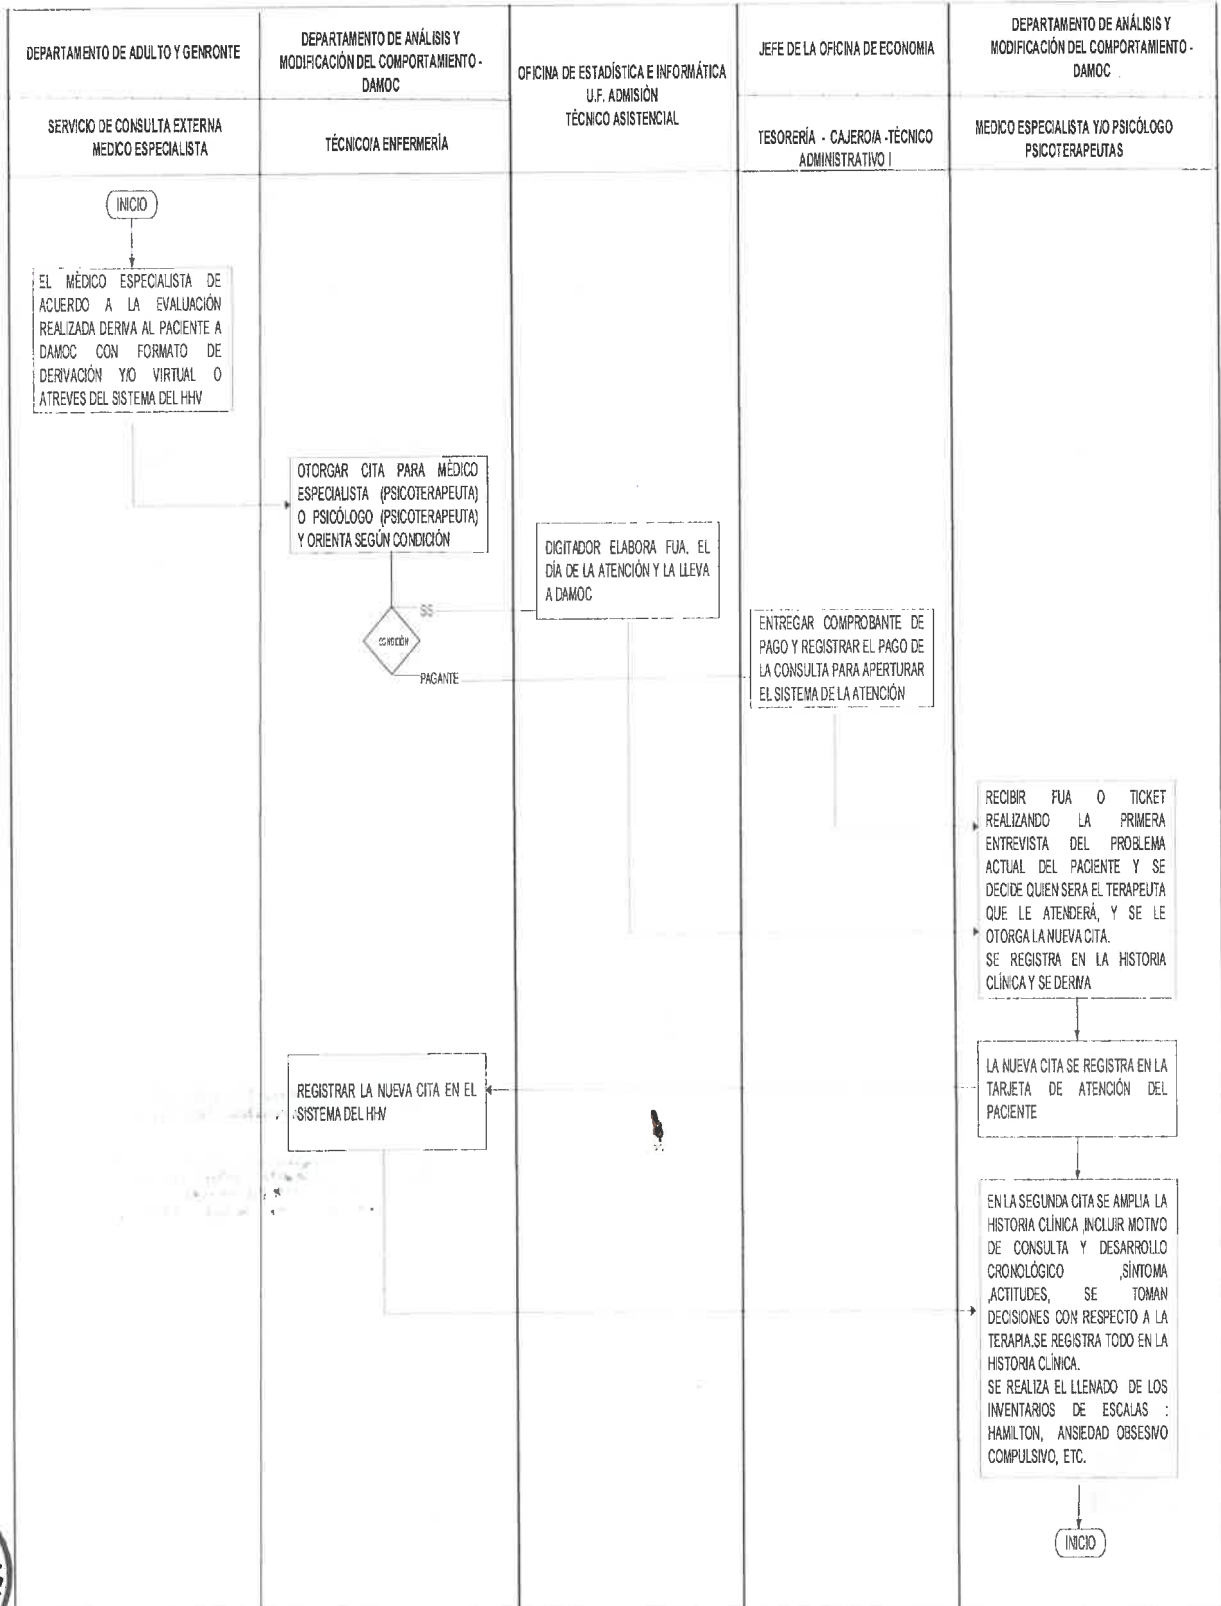 DEPARTAMENTO DE ADULTO Y GENRONTE
SERVICIO DE CONSULTA EXTERNA
MEDICO ESPECIALISTA
DEPARTAMENTO DE ANÁLISIS Y
MODIFICACIÓN DEL COMPORTAMIENTO -
DAMOC
TÉCNICO/A ENFERMERÍA
OFICINA DE ESTADÍSTICA E INFORMÁTICA
U.F. ADMISIÓN
TÉCNICO ASISTENCIAL
JEFE DE LA OFICINA DE ECONOMIA
TESORERÍA - CAJERO/A -TÉCNICO
ADMINISTRATIVO I
DEPARTAMENTO DE ANÁLISIS Y
MODIFICACIÓN DEL COMPORTAMIENTO -
DAMOC
MEDICO ESPECIALISTA Y/O PSICÓLOGO
PSICOTERAPEUTAS
INICIO
EL MÉDICO ESPECIALISTA DE
ACUERDO A LA EVALUACIÓN
REALIZADA DERIVA AL PACIENTE A
DAMOC CON FORMATO DE
DERIVACIÓN Y/O VIRTUAL O
ATREVES DEL SISTEMA DEL HHV
OTORGAR CITA PARA MÉDICO
ESPECIALISTA (PSICOTERAPEUTA)
O PSICÓLOGO (PSICOTERAPEUTA)
Y ORIENTA SEGÚN CONDICIÓN
CONDICIÓN
PAGANTE
DIGITADOR ELABORA FUA, EL
DÍA DE LA ATENCIÓN Y LA LLEVA
A DAMOC
ENTREGAR COMPROBANTE DE
PAGO Y REGISTRAR EL PAGO DE
LA CONSULTA PARA APERTURAR
EL SISTEMA DE LA ATENCIÓN
RECIBIR FUA O TICKET
REALIZANDO LA PRIMERA
ENTREVISTA DEL PROBLEMA
ACTUAL DEL PACIENTE Y SE
DECIDE QUIEN SERA EL TERAPEUTA
QUE LE ATENDERÁ, Y SE LE
OTORGA LA NUEVA CITA.
SE REGISTRA EN LA HISTORIA
CLÍNICA Y SE DERIVA
LA NUEVA CITA SE REGISTRA EN LA
TARJETA DE ATENCIÓN DEL
PACIENTE
REGISTRAR LA NUEVA CITA EN EL
SISTEMA DEL HHV
EN LA SEGUNDA CITA SE AMPLIA LA
HISTORIA CLÍNICA ,INCLUIR MOTIVO
DE CONSULTA Y DESARROLLO
CRONOLÓGICO ,SÍNTOMA
,ACTITUDES, SE TOMAN
DECISIONES CON RESPECTO A LA
TERAPIA.SE REGISTRA TODO EN LA
HISTORIA CLÍNICA.
SE REALIZA EL LLENADO DE LOS
INVENTARIOS DE ESCALAS :
HAMILTON, ANSIEDAD OBSESIVO
COMPULSIVO, ETC.
INICIO